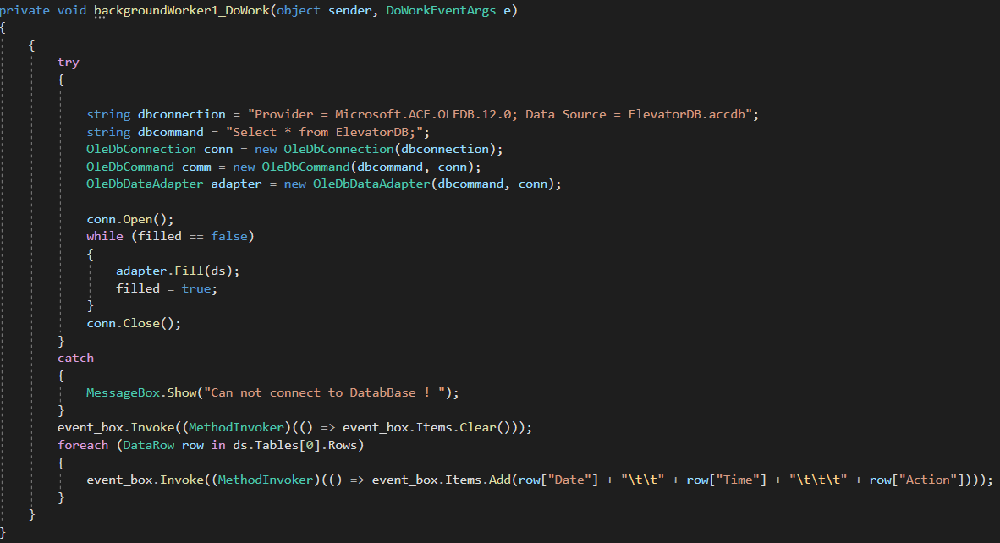 private void backgroundWorker1_DoWork(object sender, DoWorkEventArgs e)
{
{
try
{
string dbconnection = "Provider = Microsoft.ACE.OLEDB.12.0; Data Source = ElevatorDB.accdb";
string dbcommand = "Select * from ElevatorDB;";
OleDbConnection conn = new OleDbConnection(dbconnection);
OleDbCommand comm = new OleDbCommand(dbcommand, conn);
OleDbDataAdapter adapter = new OleDbDataAdapter(dbcommand, conn);
conn.Open();
while (filled == false)
{
adapter.Fill(ds);
filled = true;
}
conn.Close();
}
catch
{
MessageBox.Show("Can not connect to DatabBase ! ");
}
event_box.Invoke((MethodInvoker)(() => event_box.Items.Clear()));
foreach (DataRow row in ds.Tables[0].Rows)
{
event_box.Invoke((MethodInvoker)(() => event_box.Items.Add(row["Date"] + "\t\t" + row["Time"] + "\t\t\t" + row["Action"])));
}
}
}